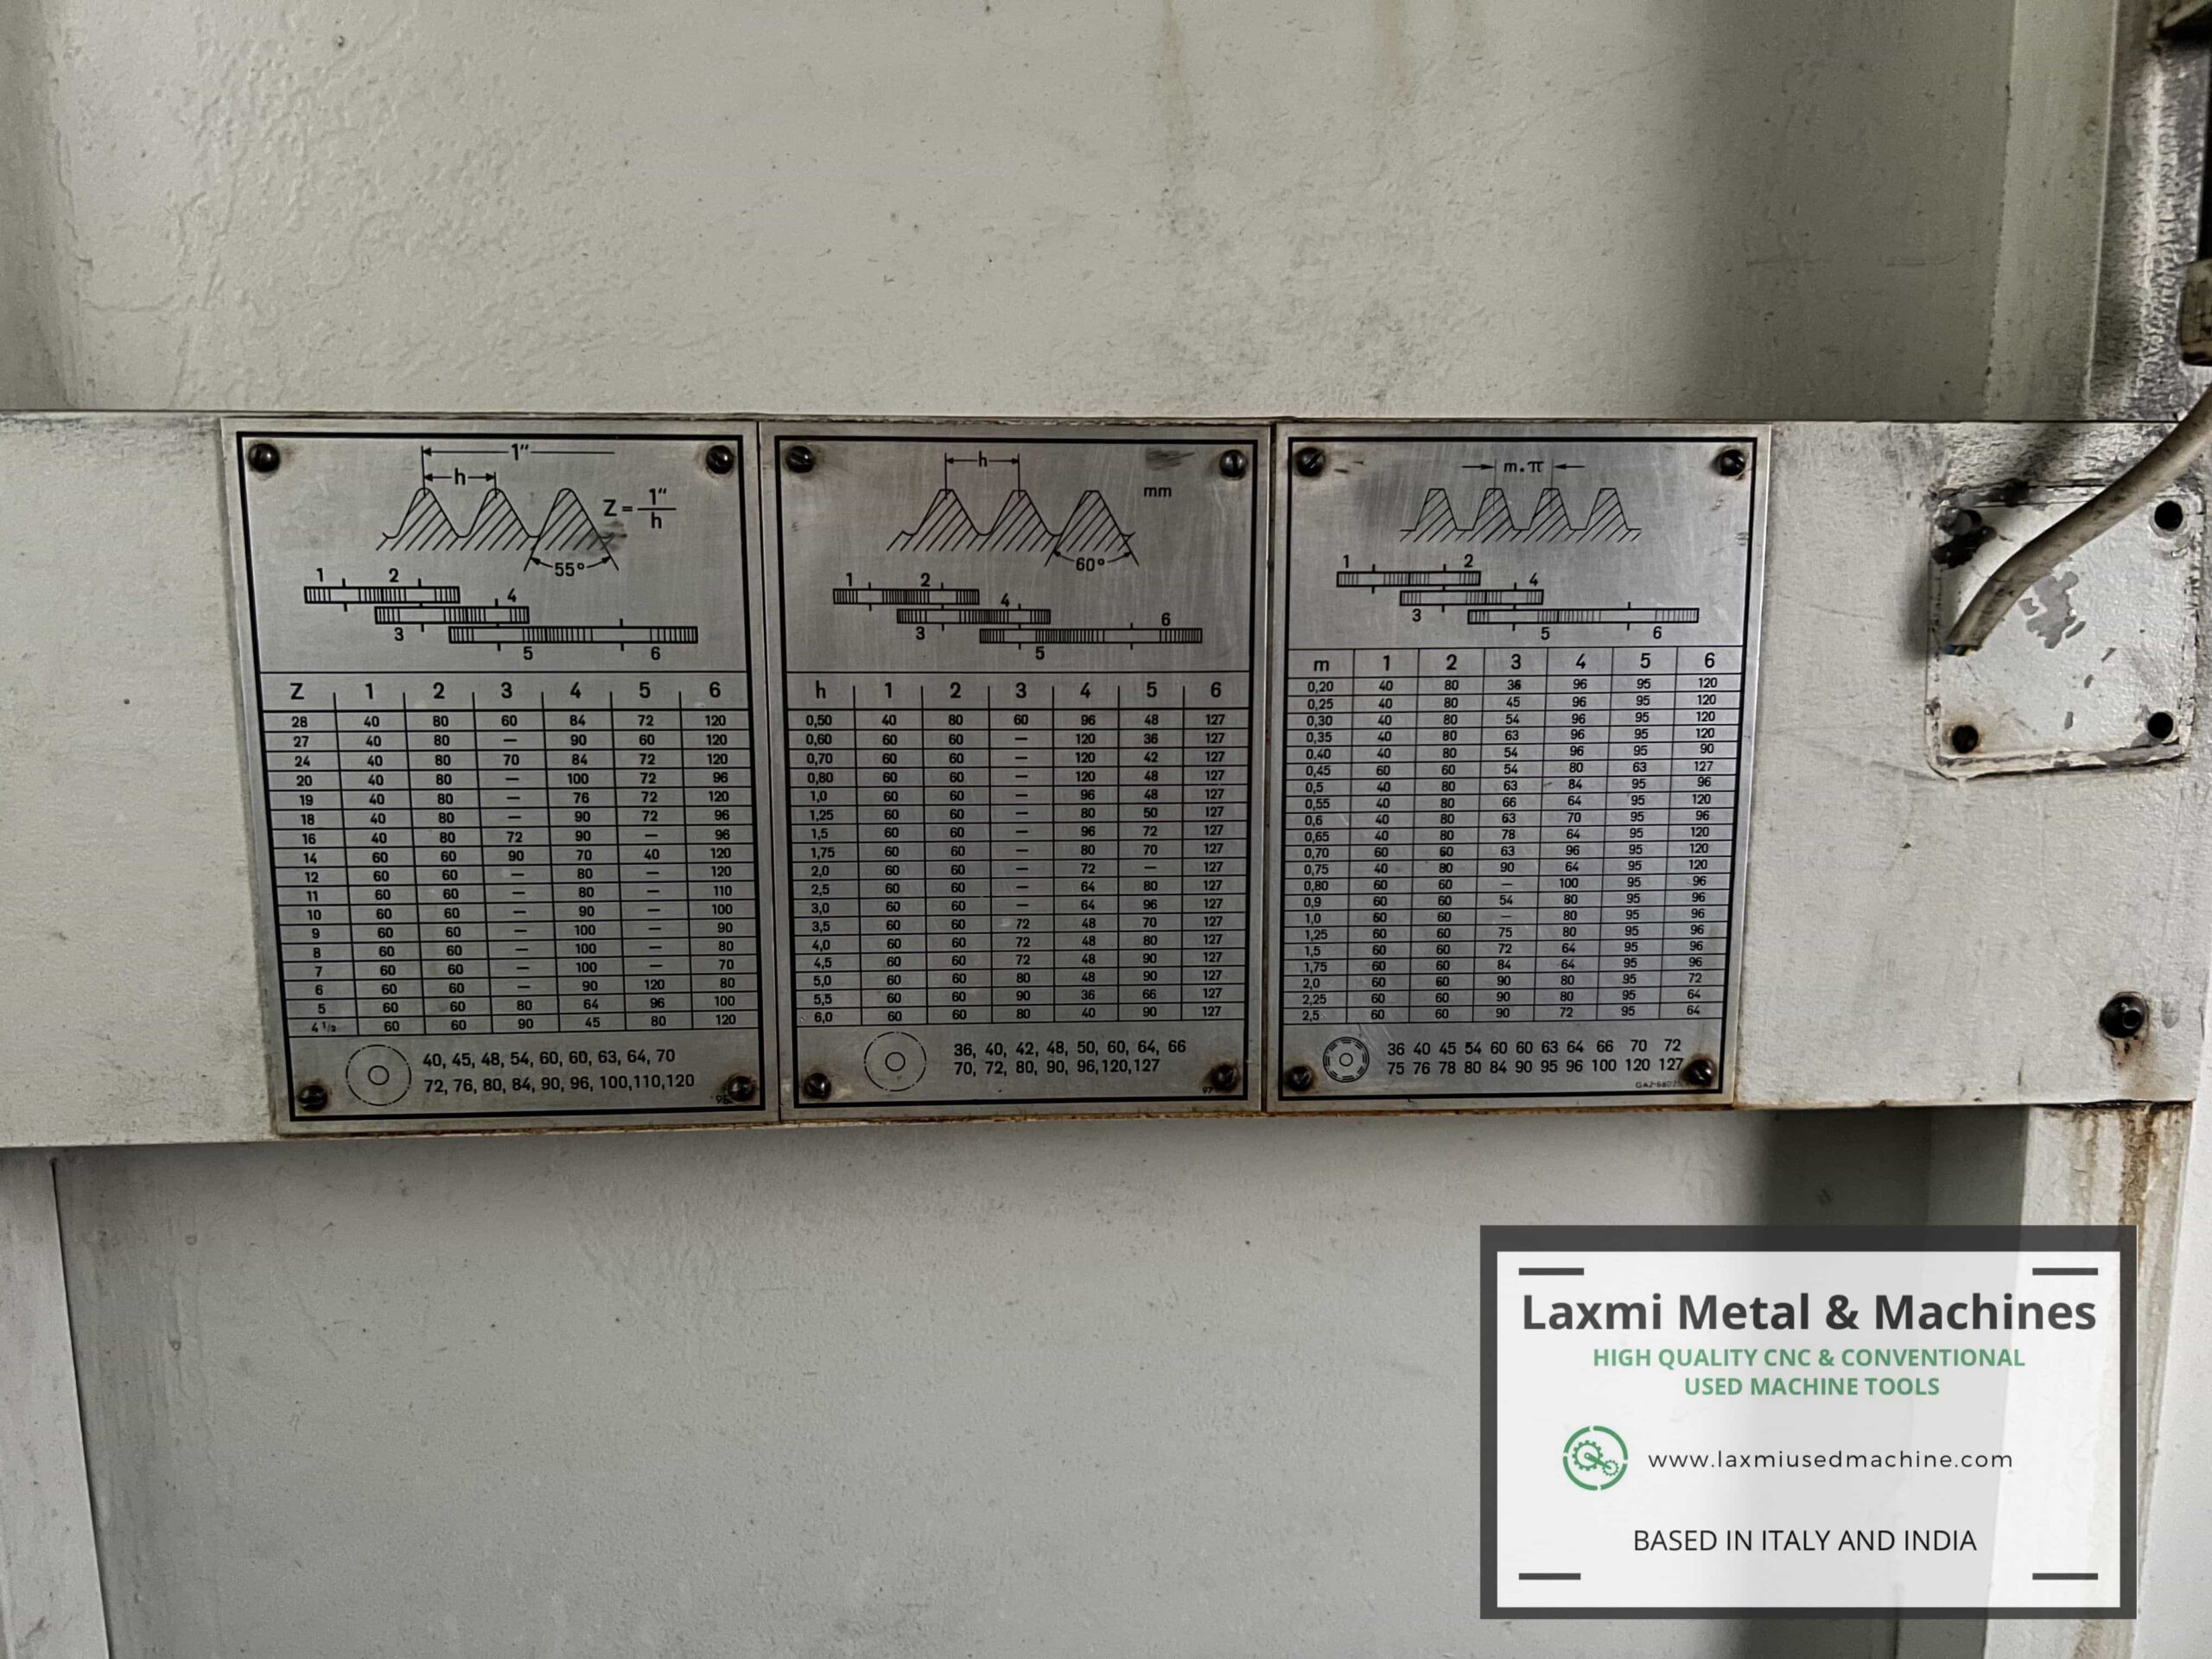 1"
h
Z = 1" / h
55°
1 2
4
3
5 6
Z 1 2 3 4 5 6
28 40 80 60 84 72 120
27 40 80 — 90 60 120
24 40 80 70 84 72 120
20 40 80 — 100 72 96
19 40 80 — 76 72 120
18 40 80 — 90 72 96
16 40 80 72 90 — 96
14 60 60 90 70 40 120
12 60 60 — 80 — 120
11 60 60 — 80 — 110
10 60 60 — 90 — 100
9 60 60 — 100 — 90
8 60 60 — 100 — 80
7 60 60 — 100 — 70
6 60 60 — 90 120 80
5 60 60 80 64 96 100
4 1/2 60 60 90 45 80 120
40, 45, 48, 54, 60, 60, 63, 64, 70
72, 76, 80, 84, 90, 96, 100,110,120
h
mm
60°
1 2
4
3 6
5
h 1 2 3 4 5 6
0,50 40 80 60 96 48 127
0,60 60 60 — 120 36 127
0,70 60 60 — 120 42 127
0,80 60 60 — 120 48 127
1,0 60 60 — 96 48 127
1,25 60 60 — 80 50 127
1,5 60 60 — 96 72 127
1,75 60 60 — 80 70 127
2,0 60 60 — 72 — 127
2,5 60 60 — 64 80 127
3,0 60 60 — 64 96 127
3,5 60 60 72 48 70 127
4,0 60 60 72 48 80 127
4,5 60 60 72 48 90 127
5,0 60 60 80 48 90 127
5,5 60 60 90 36 66 127
6,0 60 60 80 40 90 127
36, 40, 42, 48, 50, 60, 64, 66
70, 72, 80, 90, 96,120,127
m.π
1 2
4
3
5 6
m 1 2 3 4 5 6
0,20 40 80 36 96 95 120
0,25 40 80 45 96 95 120
0,30 40 80 54 96 95 120
0,35 40 80 63 96 95 120
0,40 40 80 54 96 95 90
0,45 60 60 54 80 63 127
0,5 40 80 63 84 95 96
0,55 40 80 66 64 95 120
0,6 40 80 63 70 95 96
0,65 40 80 78 64 95 120
0,70 60 60 63 96 95 120
0,75 40 80 90 64 95 120
0,80 60 60 — 100 95 96
0,9 60 60 54 80 95 96
1,0 60 60 — 80 95 96
1,25 60 60 75 80 95 96
1,5 60 60 72 64 95 96
1,75 60 60 84 64 95 96
2,0 60 60 90 80 95 72
2,25 60 60 90 80 95 64
2,5 60 60 90 72 95 64
36 40 45 54 60 60 63 64 66 70 72
75 76 78 80 84 90 95 96 100 120 127
Laxmi Metal & Machines
HIGH QUALITY CNC & CONVENTIONAL
USED MACHINE TOOLS
www.laxmiusedmachine.com
BASED IN ITALY AND INDIA